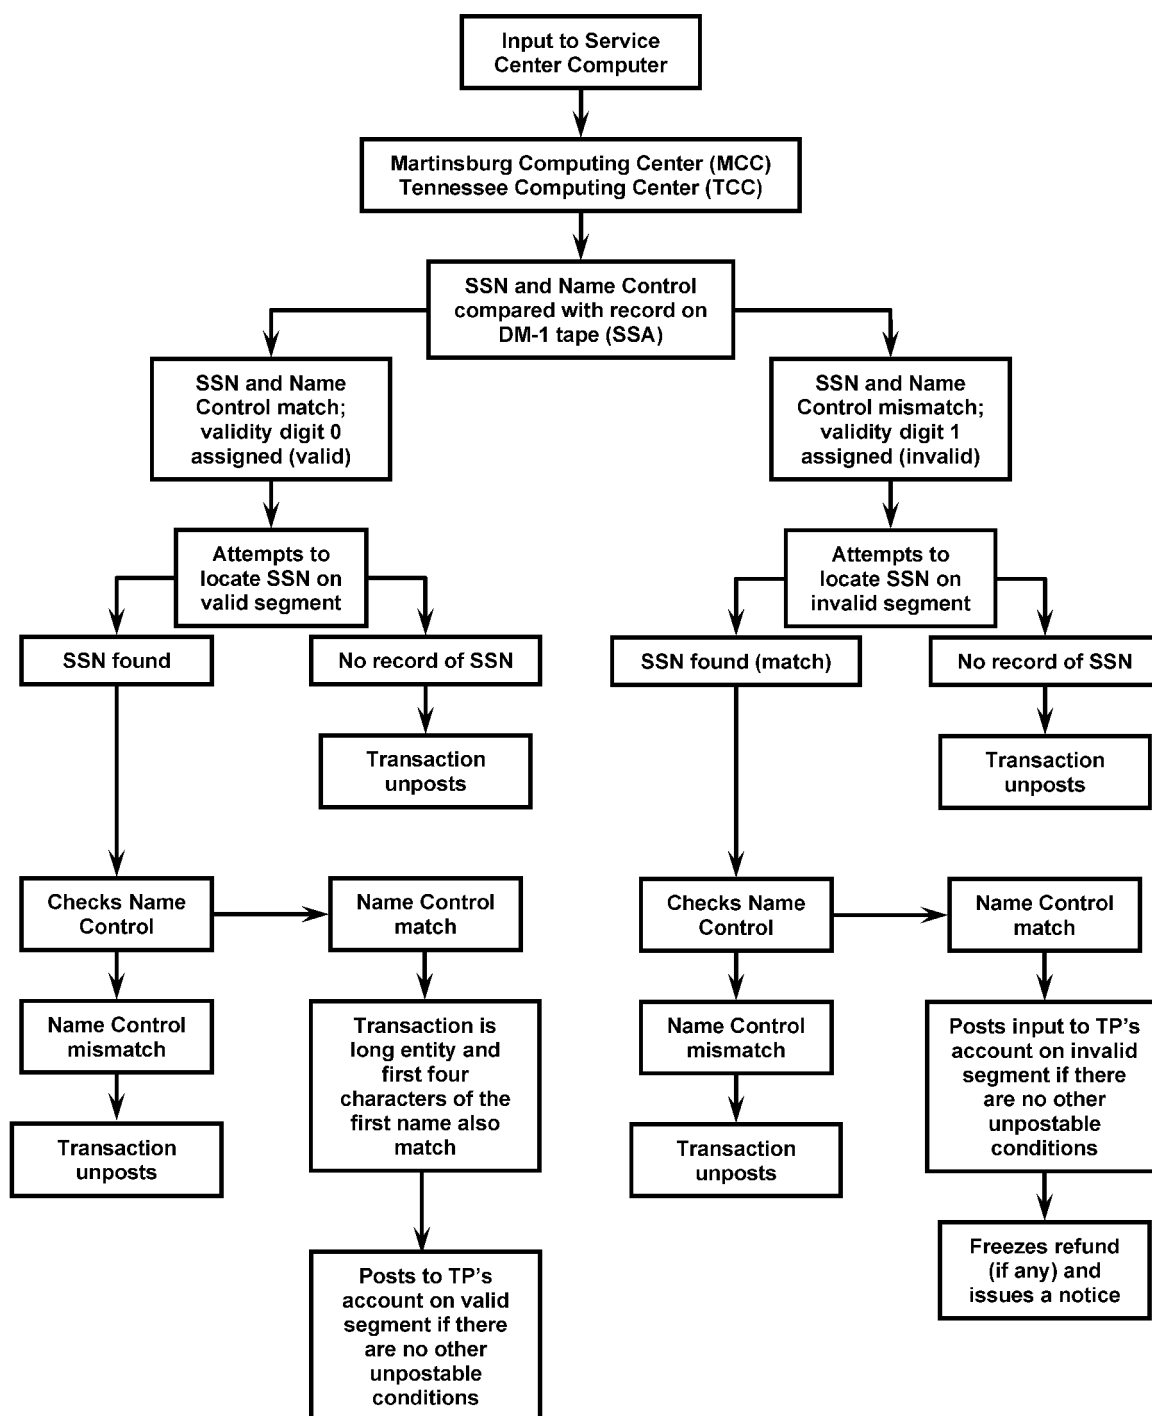 Input to Service
Center Computer
Martinsburg Computing Center (MCC)
Tennessee Computing Center (TCC)
SSN and Name Control
compared with record on
DM-1 tape (SSA)
SSN and Name
Control match;
validity digit 0
assigned (valid)
SSN and Name
Control mismatch;
validity digit 1
assigned (invalid)
Attempts to
locate SSN on
valid segment
Attempts to
locate SSN on
invalid segment
SSN found
No record of SSN
SSN found (match)
No record of SSN
Transaction
unposts
Transaction
unposts
Checks Name
Control
Name Control
match
Checks Name
Control
Name Control
match
Name Control
mismatch
Transaction is
long entity and
first four
characters of the
first name also
match
Name Control
mismatch
Posts input to TP's
account on invalid
segment if there
are no other
unpostable
conditions
Transaction
unposts
Transaction
unposts
Posts to TP's
account on valid
segment if there
are no other
unpostable
conditions
Freezes refund
(if any) and
issues a notice